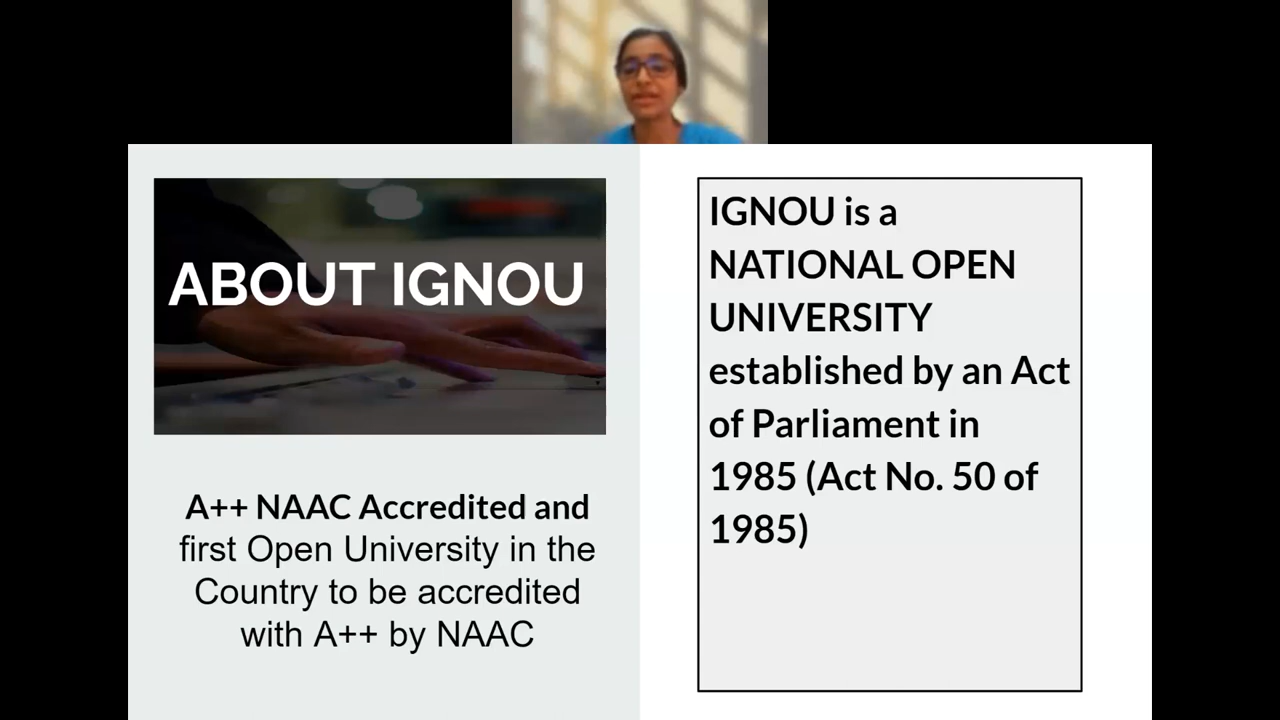 ABOUT IGNOU
A++ NAAC Accredited and
first Open University in the
Country to be accredited
with A++ by NAAC
IGNOU is a
NATIONAL OPEN
UNIVERSITY
established by an Act
of Parliament in
1985 (Act No. 50 of
1985)